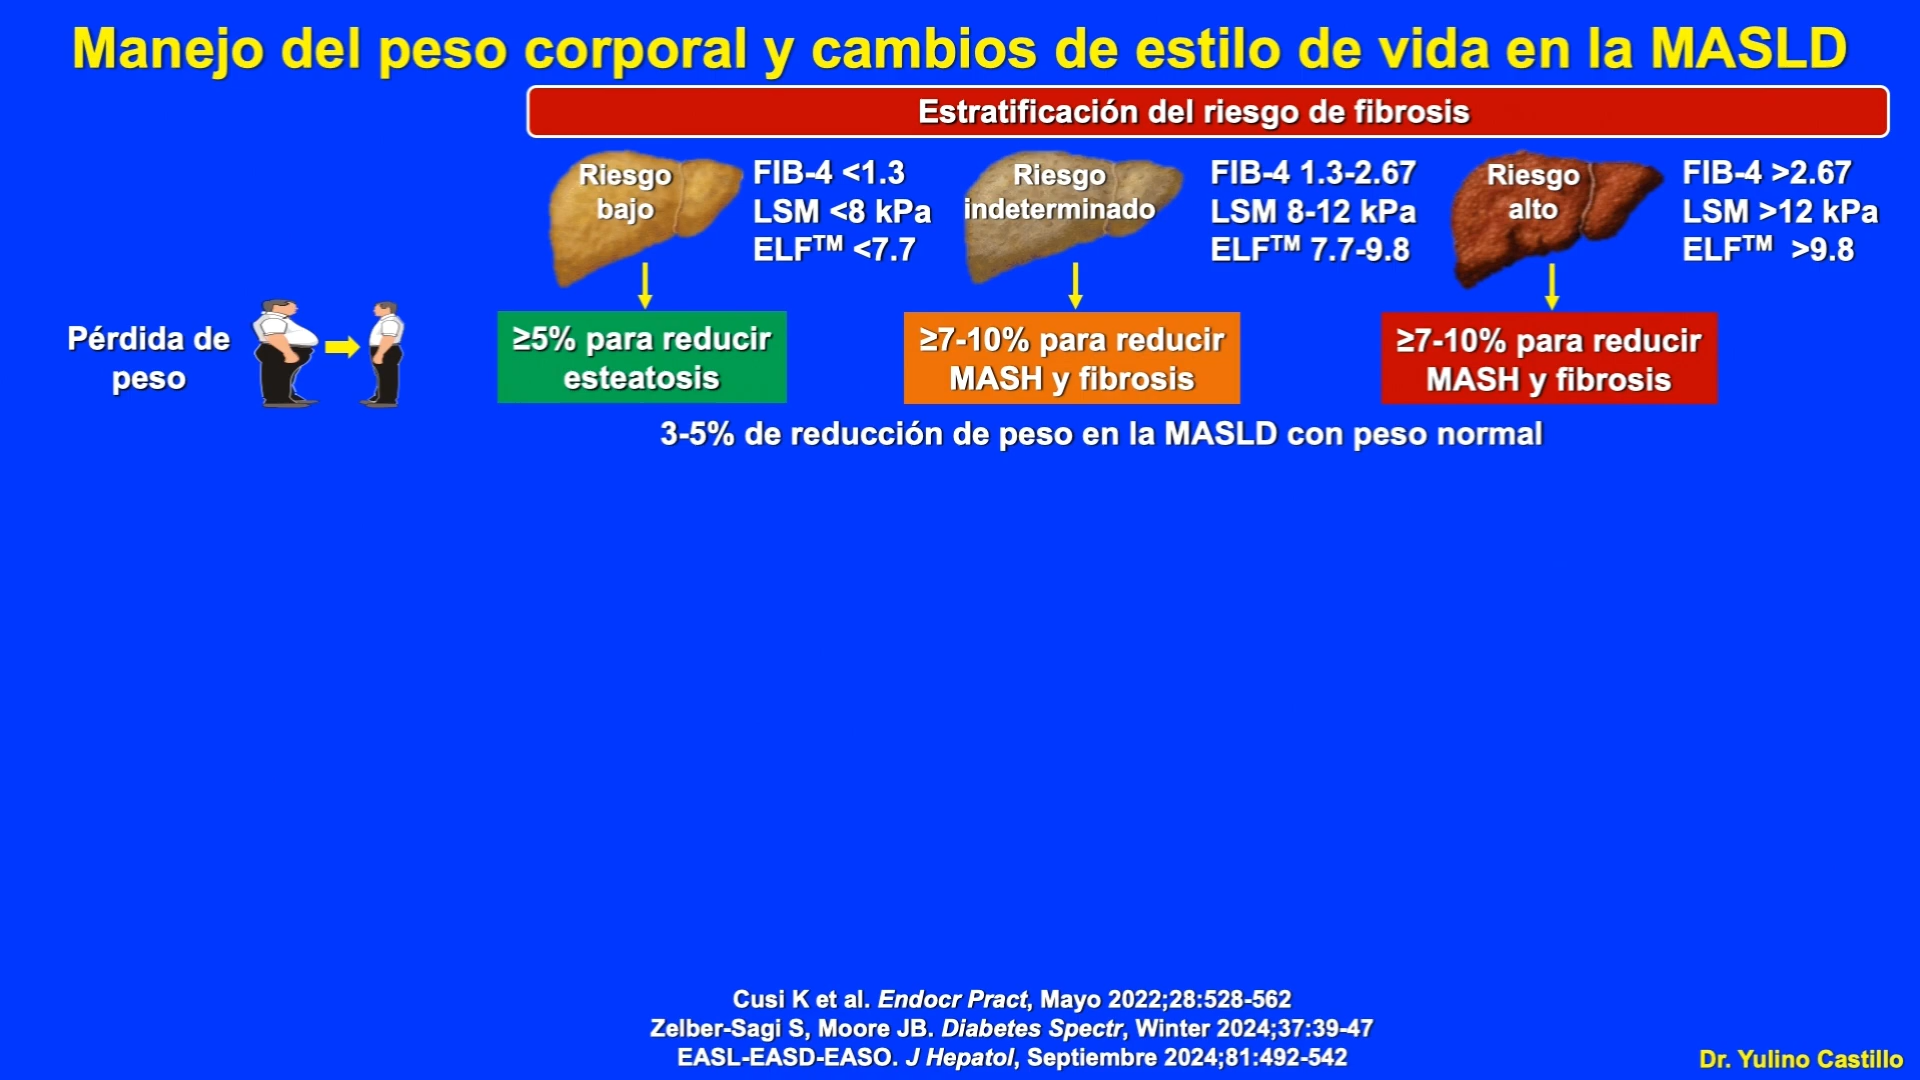 Manejo del peso corporal y cambios de estilo de vida en la MASLD
Estratificación del riesgo de fibrosis
Riesgo
bajo
FIB-4 <1.3
LSM <8 kPa
ELF™ <7.7
Riesgo
indeterminado
FIB-4 1.3-2.67
LSM 8-12 kPa
ELF™ 7.7-9.8
Riesgo
alto
FIB-4 >2.67
LSM >12 kPa
ELF™ >9.8
Pérdida de
peso
≥5% para reducir
esteatosis
≥7-10% para reducir
MASH y fibrosis
≥7-10% para reducir
MASH y fibrosis
3-5% de reducción de peso en la MASLD con peso normal
Cusi K et al. Endocr Pract, Mayo 2022;28:528-562
Zelber-Sagi S, Moore JB. Diabetes Spectr, Winter 2024;37:39-47
EASL-EASD-EASO. J Hepatol, Septiembre 2024;81:492-542
Dr. Yulino Castillo